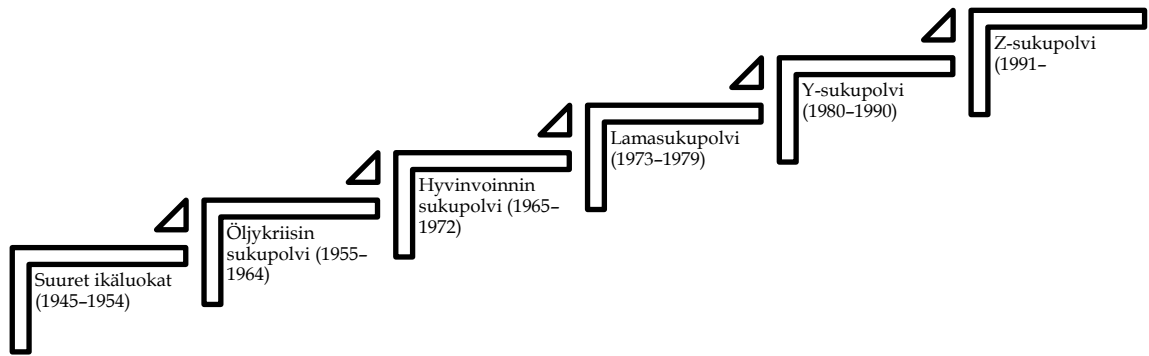 Suuret ikäluokat
(1945–1954)
Öljykriisin
sukupolvi (1955–
1964)
Hyvinvoinnin
sukupolvi (1965–
1972)
Lamasukupolvi
(1973–1979)
Y-sukupolvi
(1980–1990)
Z-sukupolvi
(1991–